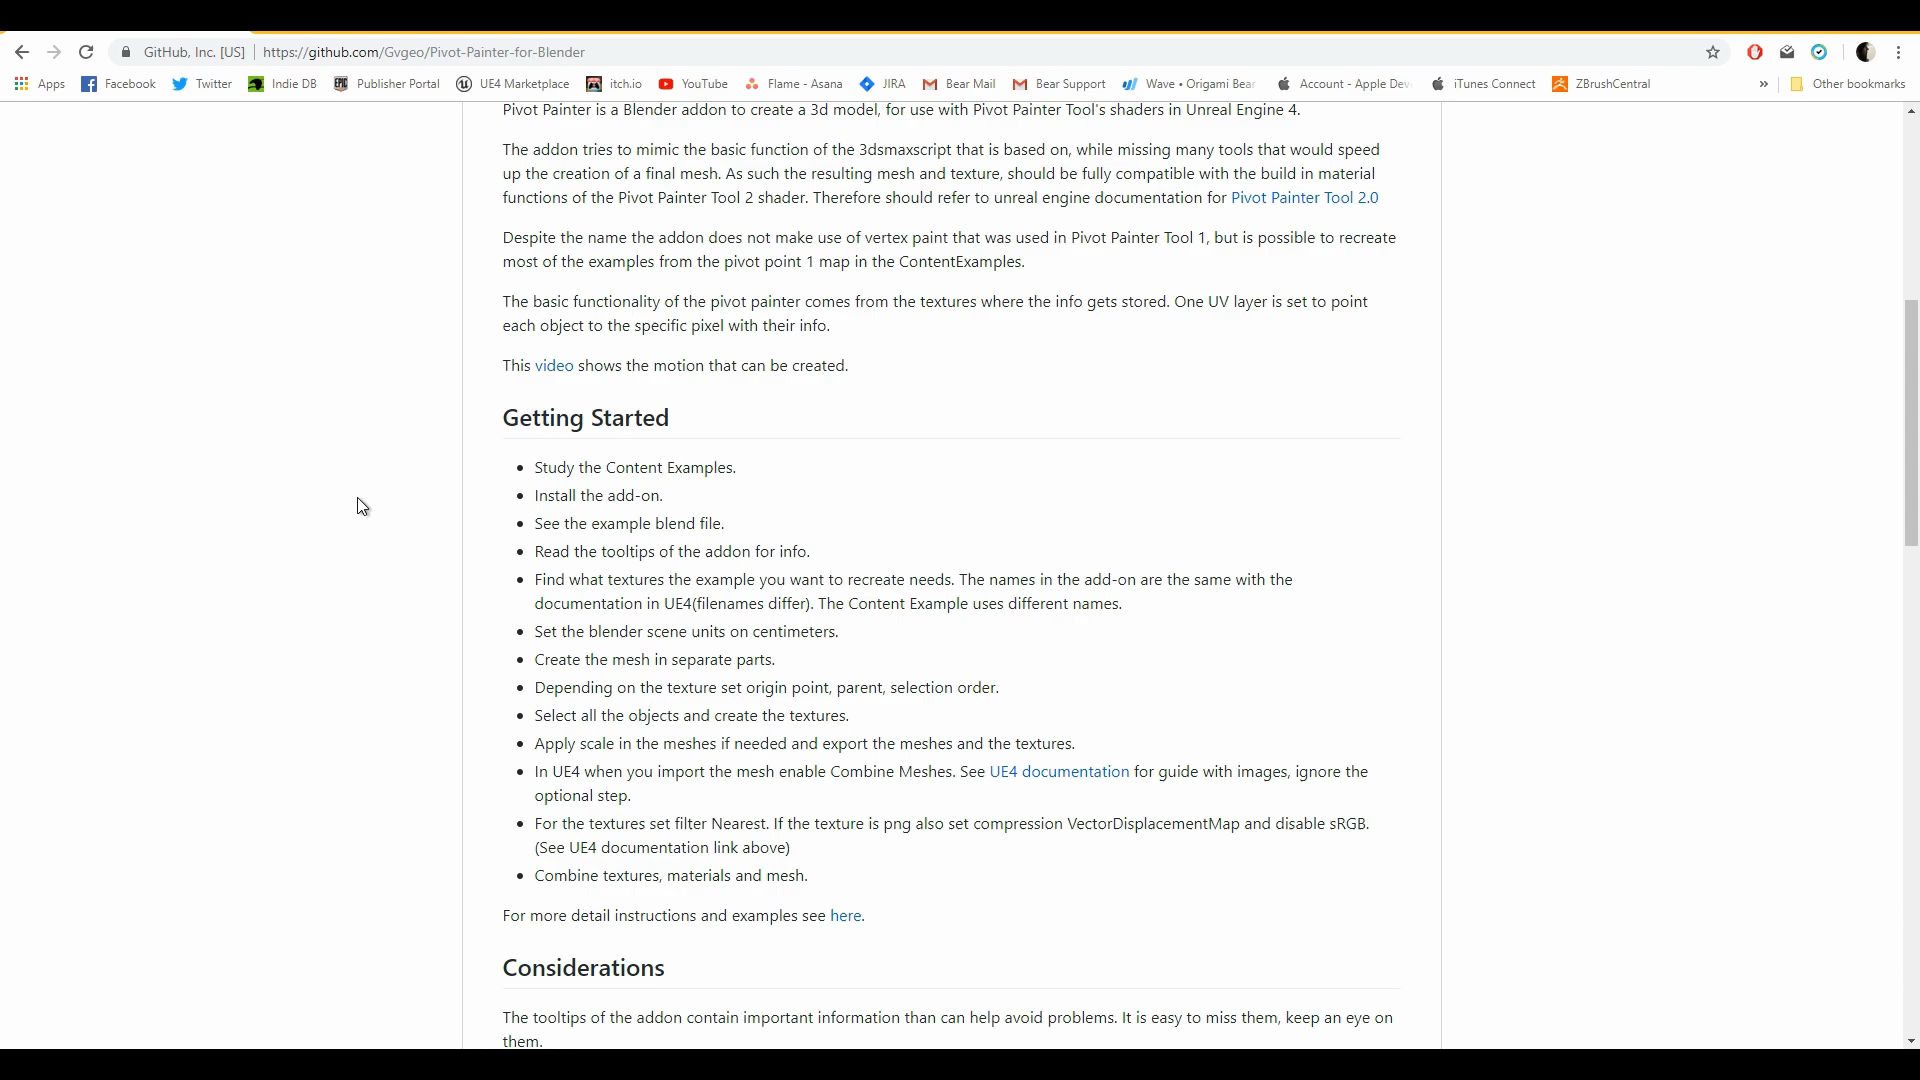 GitHub, Inc. [US] https://github.com/Gvgeo/Pivot-Painter-for-Blender
Apps Facebook Twitter Indie DB Publisher Portal UE4 Marketplace itch.io YouTube Flame - Asana JIRA Bear Mail Bear Support Wave • Origami Bear Account - Apple Dev iTunes Connect ZBrushCentral » Other bookmarks
Pivot Painter is a Blender addon to create a 3d model, for use with Pivot Painter Tool's shaders in Unreal Engine 4.
The addon tries to mimic the basic function of the 3dsmaxscript that is based on, while missing many tools that would speed
up the creation of a final mesh. As such the resulting mesh and texture, should be fully compatible with the build in material
functions of the Pivot Painter Tool 2 shader. Therefore should refer to unreal engine documentation for Pivot Painter Tool 2.0
Despite the name the addon does not make use of vertex paint that was used in Pivot Painter Tool 1, but is possible to recreate
most of the examples from the pivot point 1 map in the ContentExamples.
The basic functionality of the pivot painter comes from the textures where the info gets stored. One UV layer is set to point
each object to the specific pixel with their info.
This video shows the motion that can be created.
Getting Started
• Study the Content Examples.
• Install the add-on.
• See the example blend file.
• Read the tooltips of the addon for info.
• Find what textures the example you want to recreate needs. The names in the add-on are the same with the
documentation in UE4(filenames differ). The Content Example uses different names.
• Set the blender scene units on centimeters.
• Create the mesh in separate parts.
• Depending on the texture set origin point, parent, selection order.
• Select all the objects and create the textures.
• Apply scale in the meshes if needed and export the meshes and the textures.
• In UE4 when you import the mesh enable Combine Meshes. See UE4 documentation for guide with images, ignore the
optional step.
• For the textures set filter Nearest. If the texture is png also set compression VectorDisplacementMap and disable sRGB.
(See UE4 documentation link above)
• Combine textures, materials and mesh.
For more detail instructions and examples see here.
Considerations
The tooltips of the addon contain important information than can help avoid problems. It is easy to miss them, keep an eye on
them.